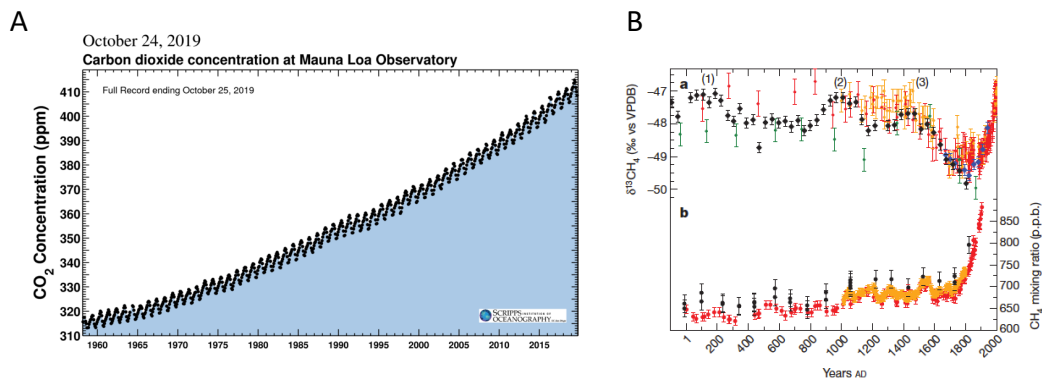 A
October 24, 2019
Carbon dioxide concentration at Mauna Loa Observatory
Full Record ending October 25, 2019
CO2 Concentration (ppm)
410
400
390
380
370
360
350
340
330
320
310
1960 1965 1970 1975 1980 1985 1990 1995 2000 2005 2010 2015
SCRIPPS INSTITUTION OF
OCEANOGRAPHY
B
a
(1) (2) (3)
δ13CH4 (‰ vs VPDB)
-47
-48
-49
-50
b
CH4 mixing ratio (p.p.b.)
850
800
750
700
650
600
1 200 400 600 800 1000 1200 1400 1600 1800 2000
Years AD